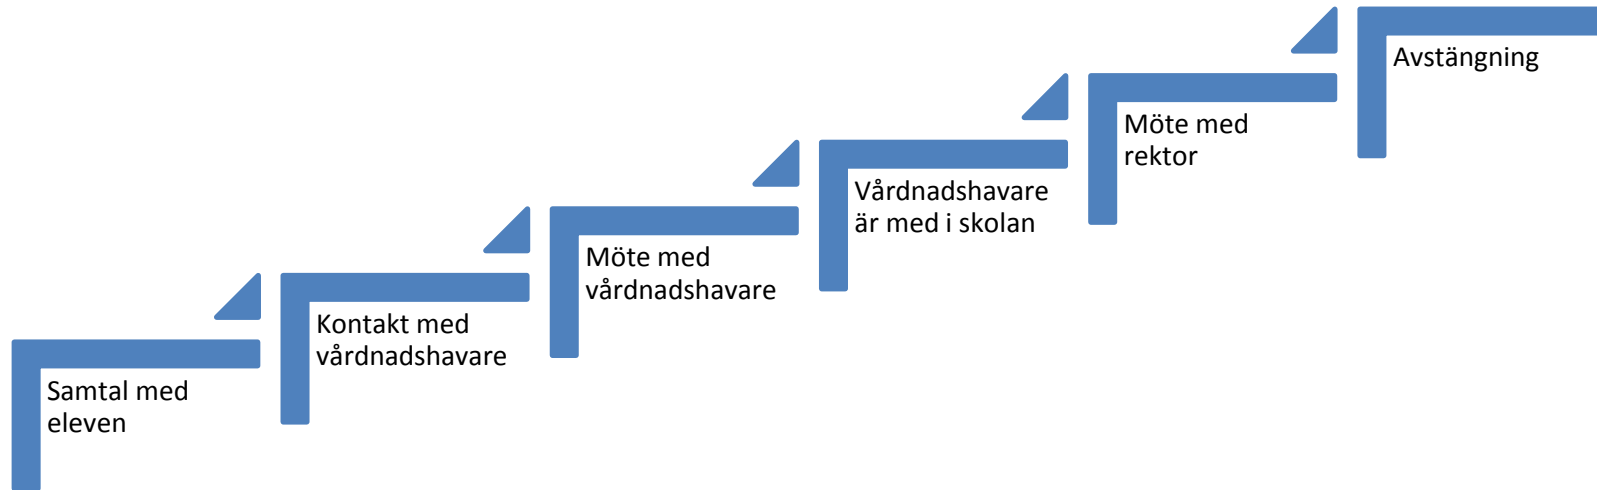 Samtal med
eleven
Kontakt med
vårdnadshavare
Möte med
vårdnadshavare
Vårdnadshavare
är med i skolan
Möte med
rektor
Avstängning